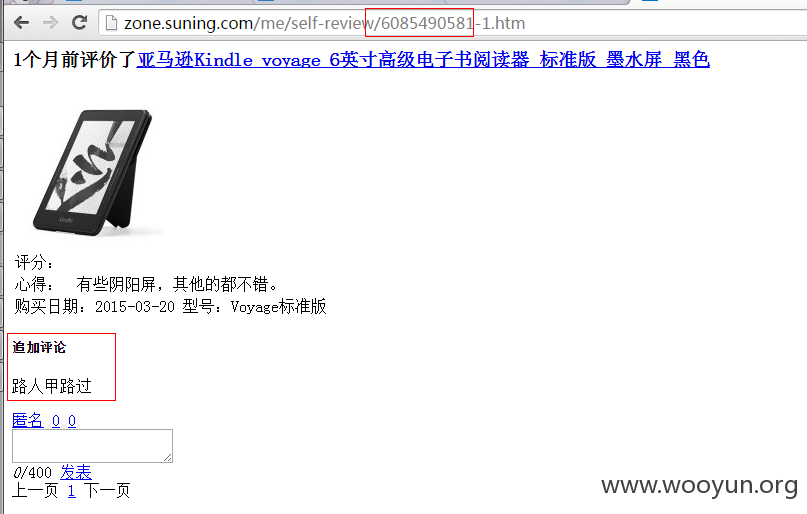 zone.suning.com/me/self-review/6085490581-1.htm
1个月前评价了亚马逊Kindle voyage 6英寸高级电子书阅读器 标准版 墨水屏 黑色
kindle
评分：
心得： 有些阴阳屏，其他的都不错。
购买日期：2015-03-20 型号：Voyage标准版
追加评论
路人甲路过
匿名 0 0
0/400 发表
上一页 1 下一页
www.wooyun.org